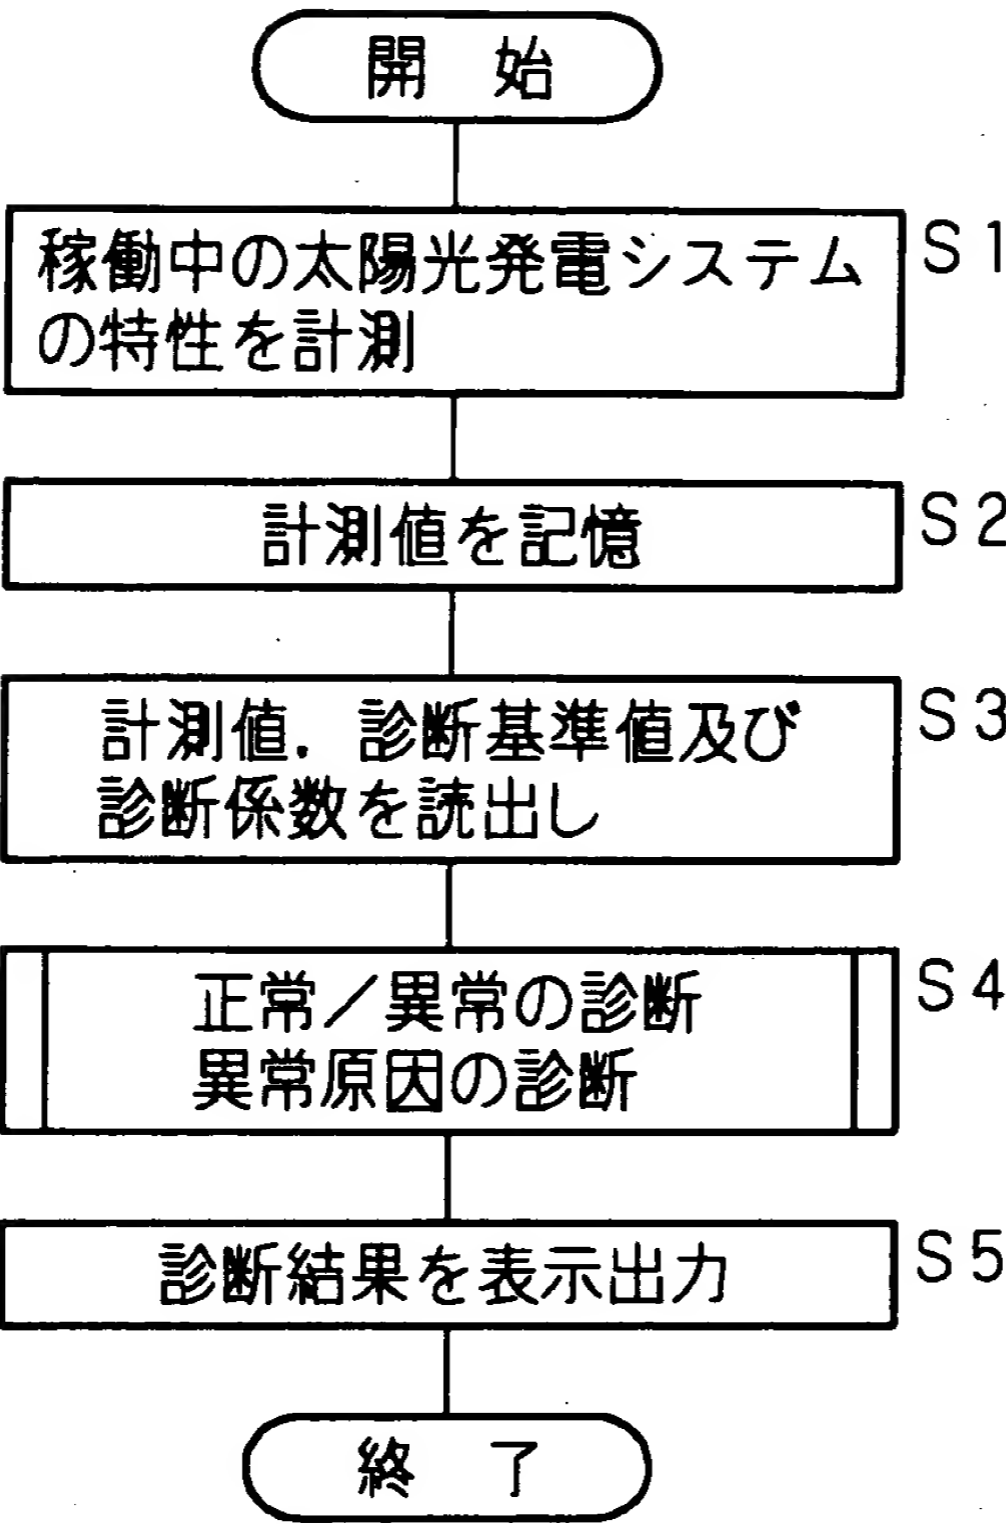 開 始
稼働中の太陽光発電システム S1
の特性を計測
計測値を記憶 S2
計測値．診断基準値及び S3
診断係数を読出し
正常／異常の診断 S4
異常原因の診断
診断結果を表示出力 S5
終 了